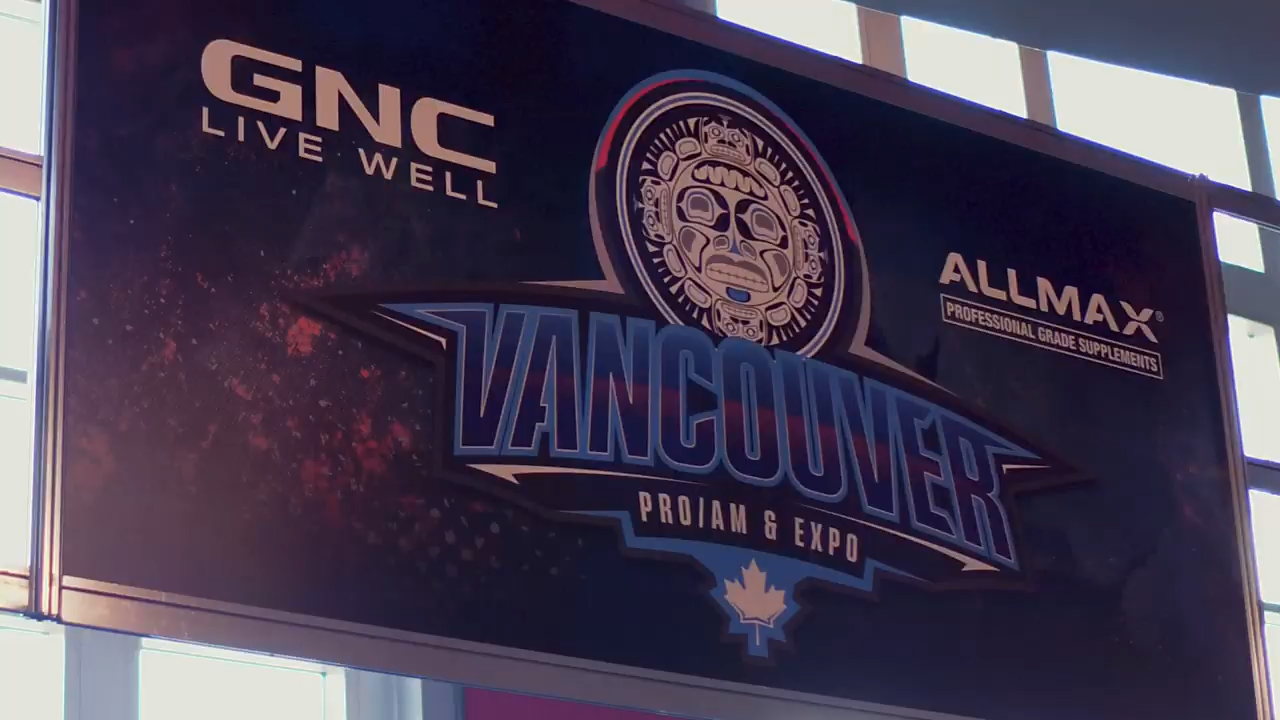 GNC
LIVE WELL
ALLMAX®
PROFESSIONAL GRADE SUPPLEMENTS
VANCOUVER
PRO/AM & EXPO